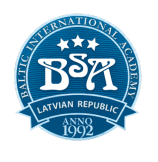 BALTIC INTERNATIONAL ACADEMY
BSA
LATVIAN REPUBLIC
ANNO
1992